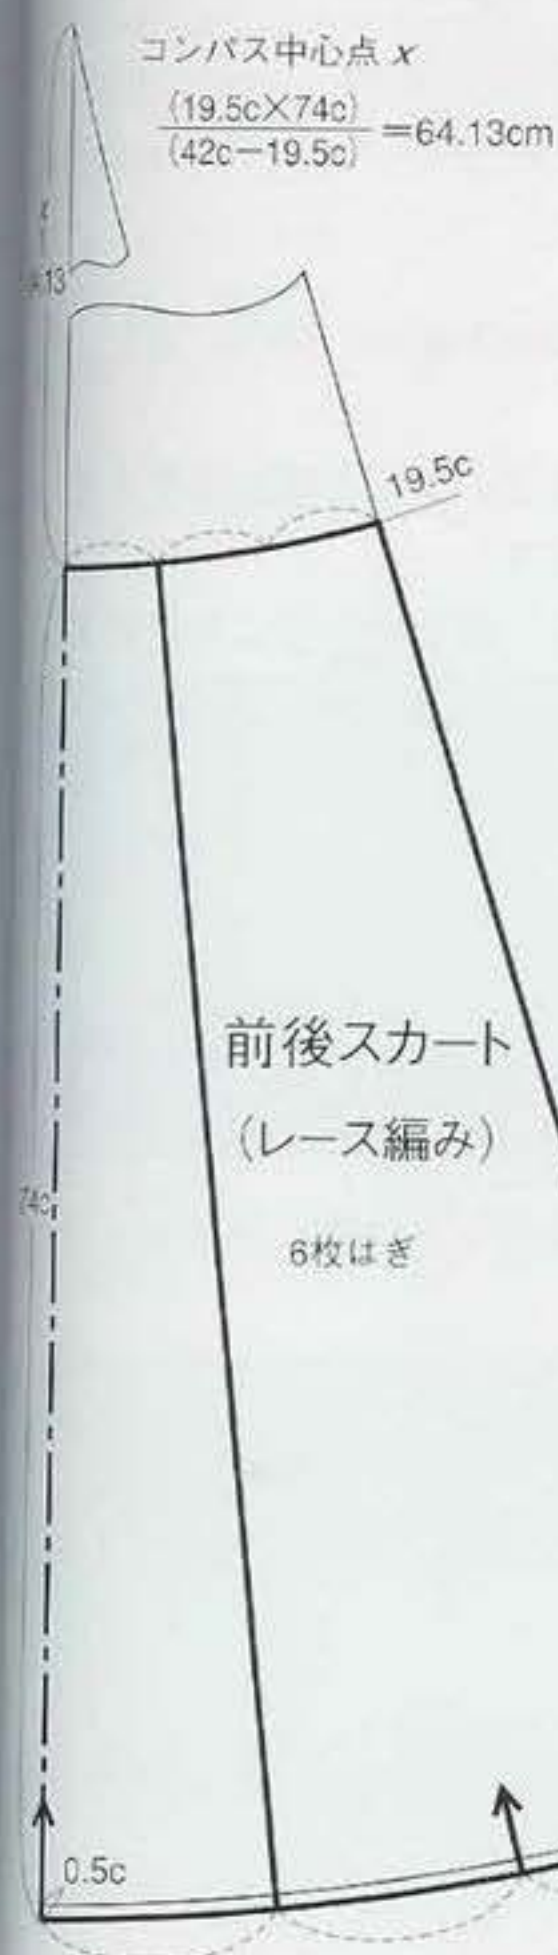 コンパス中心点 x
(19.5c×74c)
(42c−19.5c)
=64.13cm
x
19.5c
前後スカート
(レース編み)
6枚はぎ
74c
0.5c